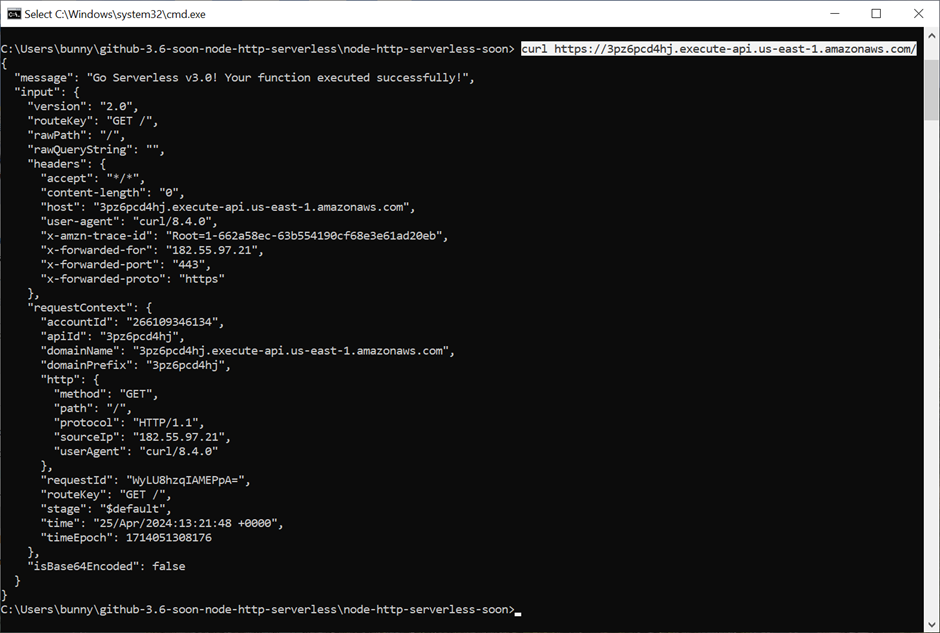 Select C:\Windows\system32\cmd.exe
C:\Users\bunny\github-3.6-soon-node-http-serverless\node-http-serverless-soon> curl https://3pz6pcd4hj.execute-api.us-east-1.amazonaws.com/
{
  "message": "Go Serverless v3.0! Your function executed successfully!",
  "input": {
    "version": "2.0",
    "routeKey": "GET /",
    "rawPath": "/",
    "rawQueryString": "",
    "headers": {
      "accept": "*/*",
      "content-length": "0",
      "host": "3pz6pcd4hj.execute-api.us-east-1.amazonaws.com",
      "user-agent": "curl/8.4.0",
      "x-amzn-trace-id": "Root=1-662a58ec-63b554190cf68e3e61ad20eb",
      "x-forwarded-for": "182.55.97.21",
      "x-forwarded-port": "443",
      "x-forwarded-proto": "https"
    },
    "requestContext": {
      "accountId": "266109346134",
      "apiId": "3pz6pcd4hj",
      "domainName": "3pz6pcd4hj.execute-api.us-east-1.amazonaws.com",
      "domainPrefix": "3pz6pcd4hj",
      "http": {
        "method": "GET",
        "path": "/",
        "protocol": "HTTP/1.1",
        "sourceIp": "182.55.97.21",
        "userAgent": "curl/8.4.0"
      },
      "requestId": "WyLU8hzqIAMEPpA=",
      "routeKey": "GET /",
      "stage": "$default",
      "time": "25/Apr/2024:13:21:48 +0000",
      "timeEpoch": 1714051308176
    },
    "isBase64Encoded": false
  }
}
C:\Users\bunny\github-3.6-soon-node-http-serverless\node-http-serverless-soon>